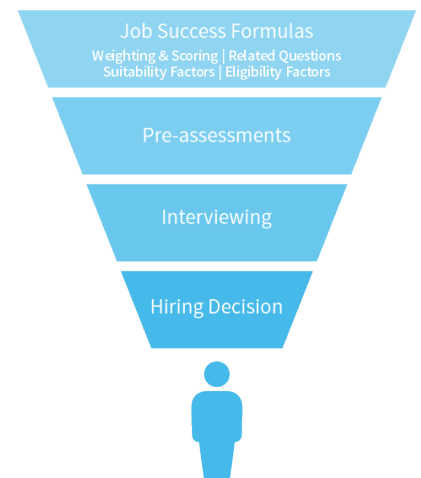 Job Success Formulas
Weighting & Scoring | Related Questions
Suitability Factors | Eligibility Factors
Pre-assessments
Interviewing
Hiring Decision